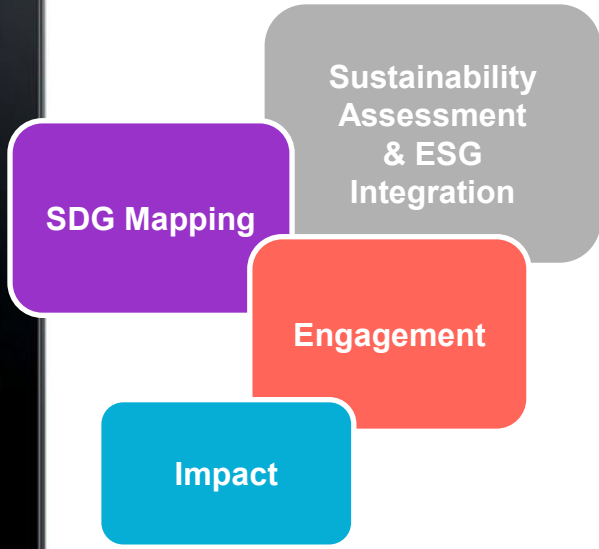 Sustainability
Assessment
& ESG
Integration
SDG Mapping
Engagement
Impact